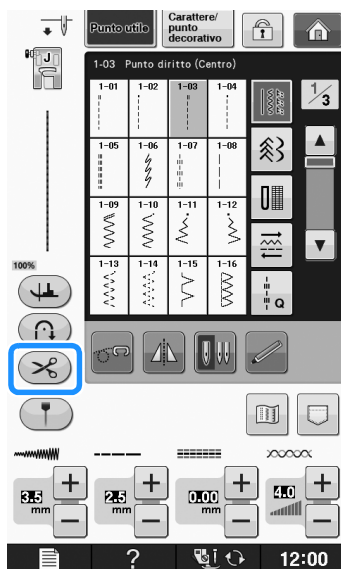 Punto utile
Carattere/
punto
decorativo
J
1-03 Punto diritto (Centro)
1-01 1-02 1-03 1-04
1/3
1-05 1-06 1-07 1-08
1-09 1-10 1-11 1-12
1-13 1-14 1-15 1-16
Q
100%
3.5 mm
2.5 mm
0.00 mm
4.0
?
12:00